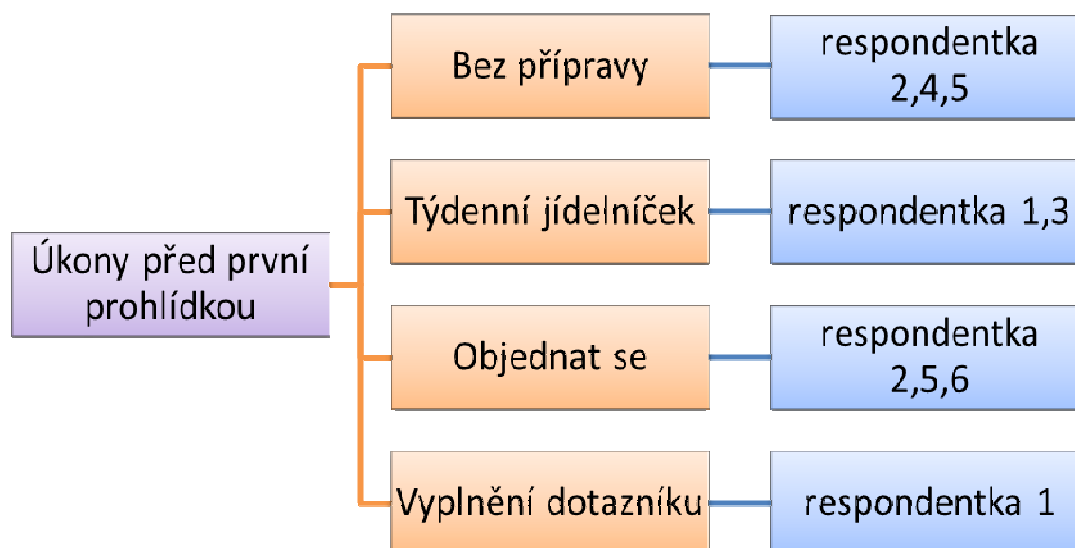 Úkony před první
prohlídkou
Bez přípravy
respondentka
2,4,5
Týdenní jídelníček
respondentka 1,3
Objednat se
respondentka
2,5,6
Vyplnění dotazníku
respondentka 1